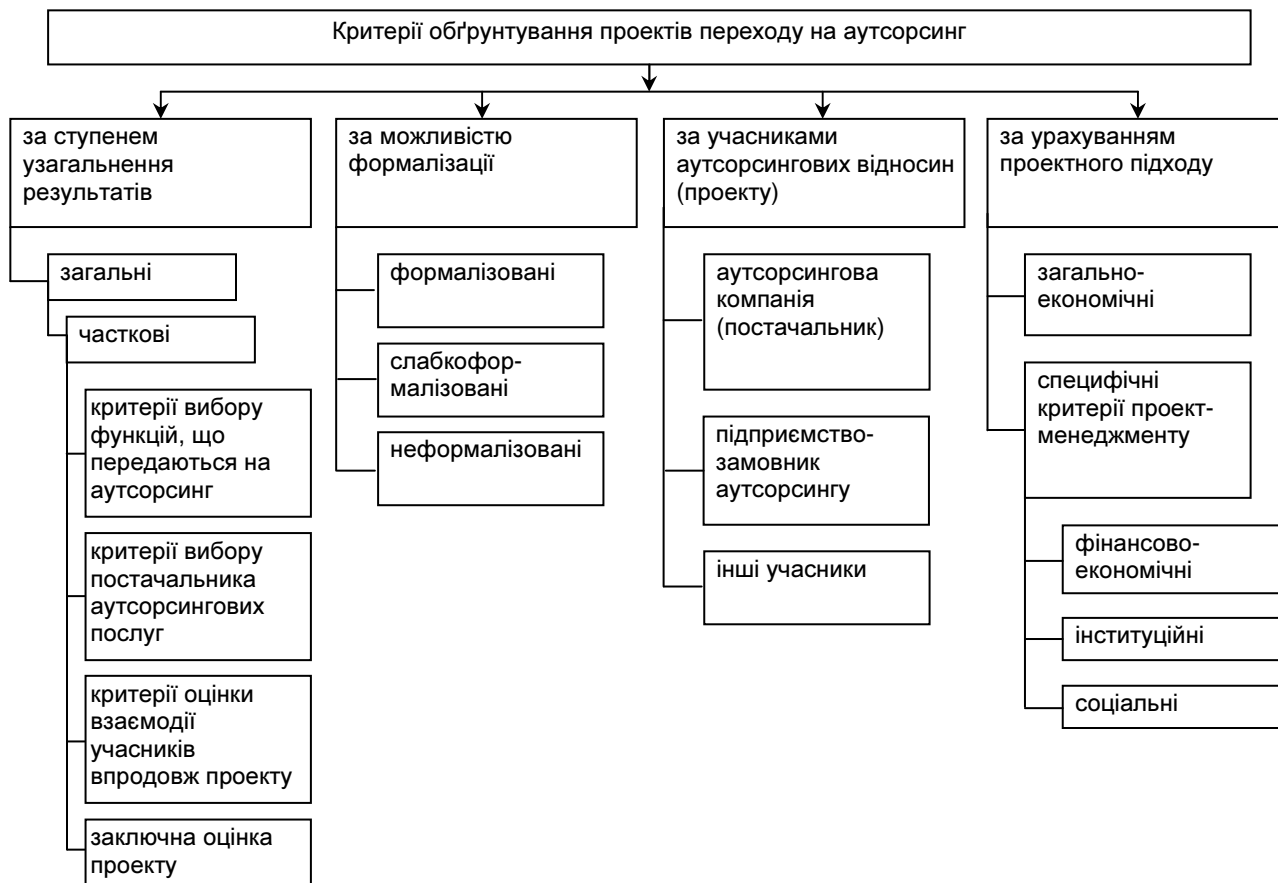 Критерії обґрунтування проектів переходу на аутсорсинг
за ступенем
узагальнення
результатів
загальні
часткові
критерії вибору
функцій, що
передаються на
аутсорсинг
критерії вибору
постачальника
аутсорсингових
послуг
критерії оцінки
взаємодії
учасників
впродовж проекту
заключна оцінка
проекту
за можливістю
формалізації
формалізовані
слабкофор-
малізовані
неформалізовані
за учасниками
аутсорсингових відносин
(проекту)
аутсорсингова
компанія
(постачальник)
підприємство-
замовник
аутсорсингу
інші учасники
за урахуванням
проектного підходу
загально-
економічні
специфічні
критерії проект-
менеджменту
фінансово-
економічні
інституційні
соціальні